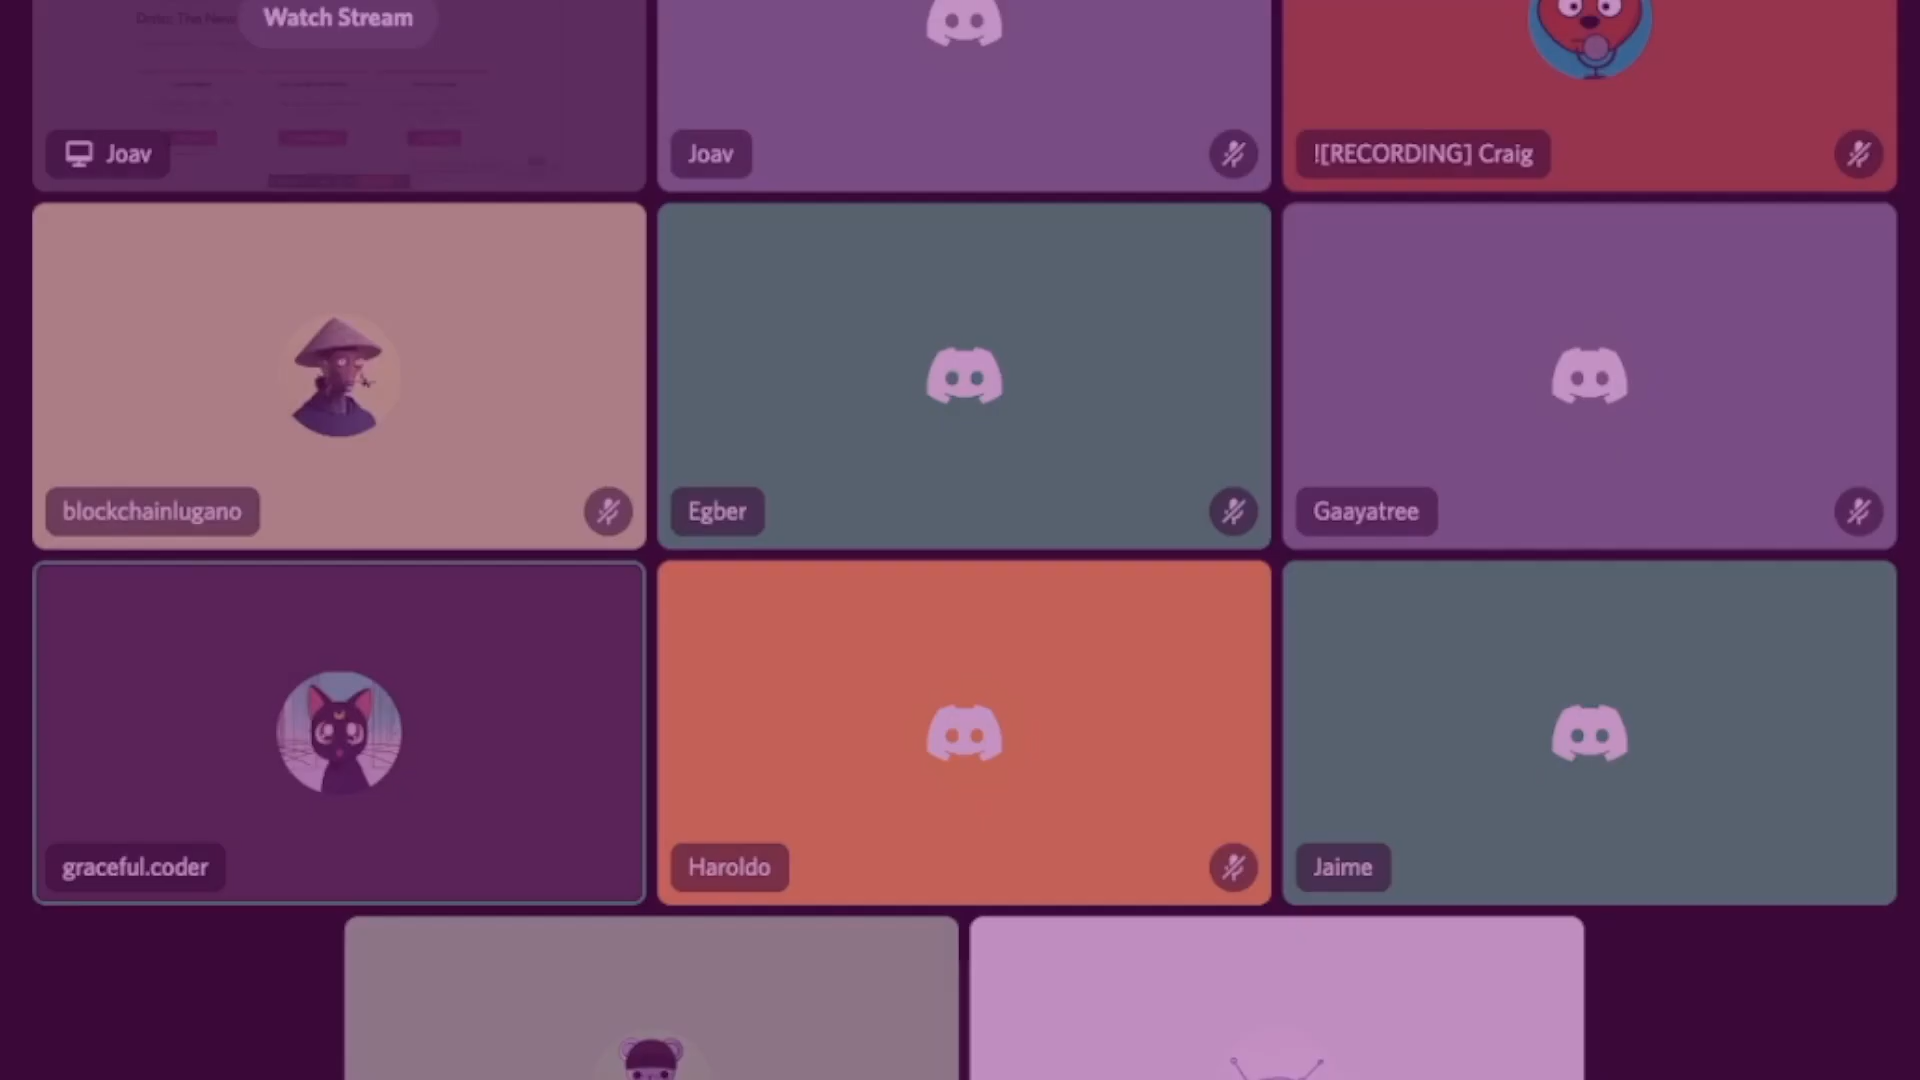 Watch Stream
Joav
Joav
![RECORDING] Craig
blockchainlugano
Egber
Gaayatree
graceful.coder
Haroldo
Jaime